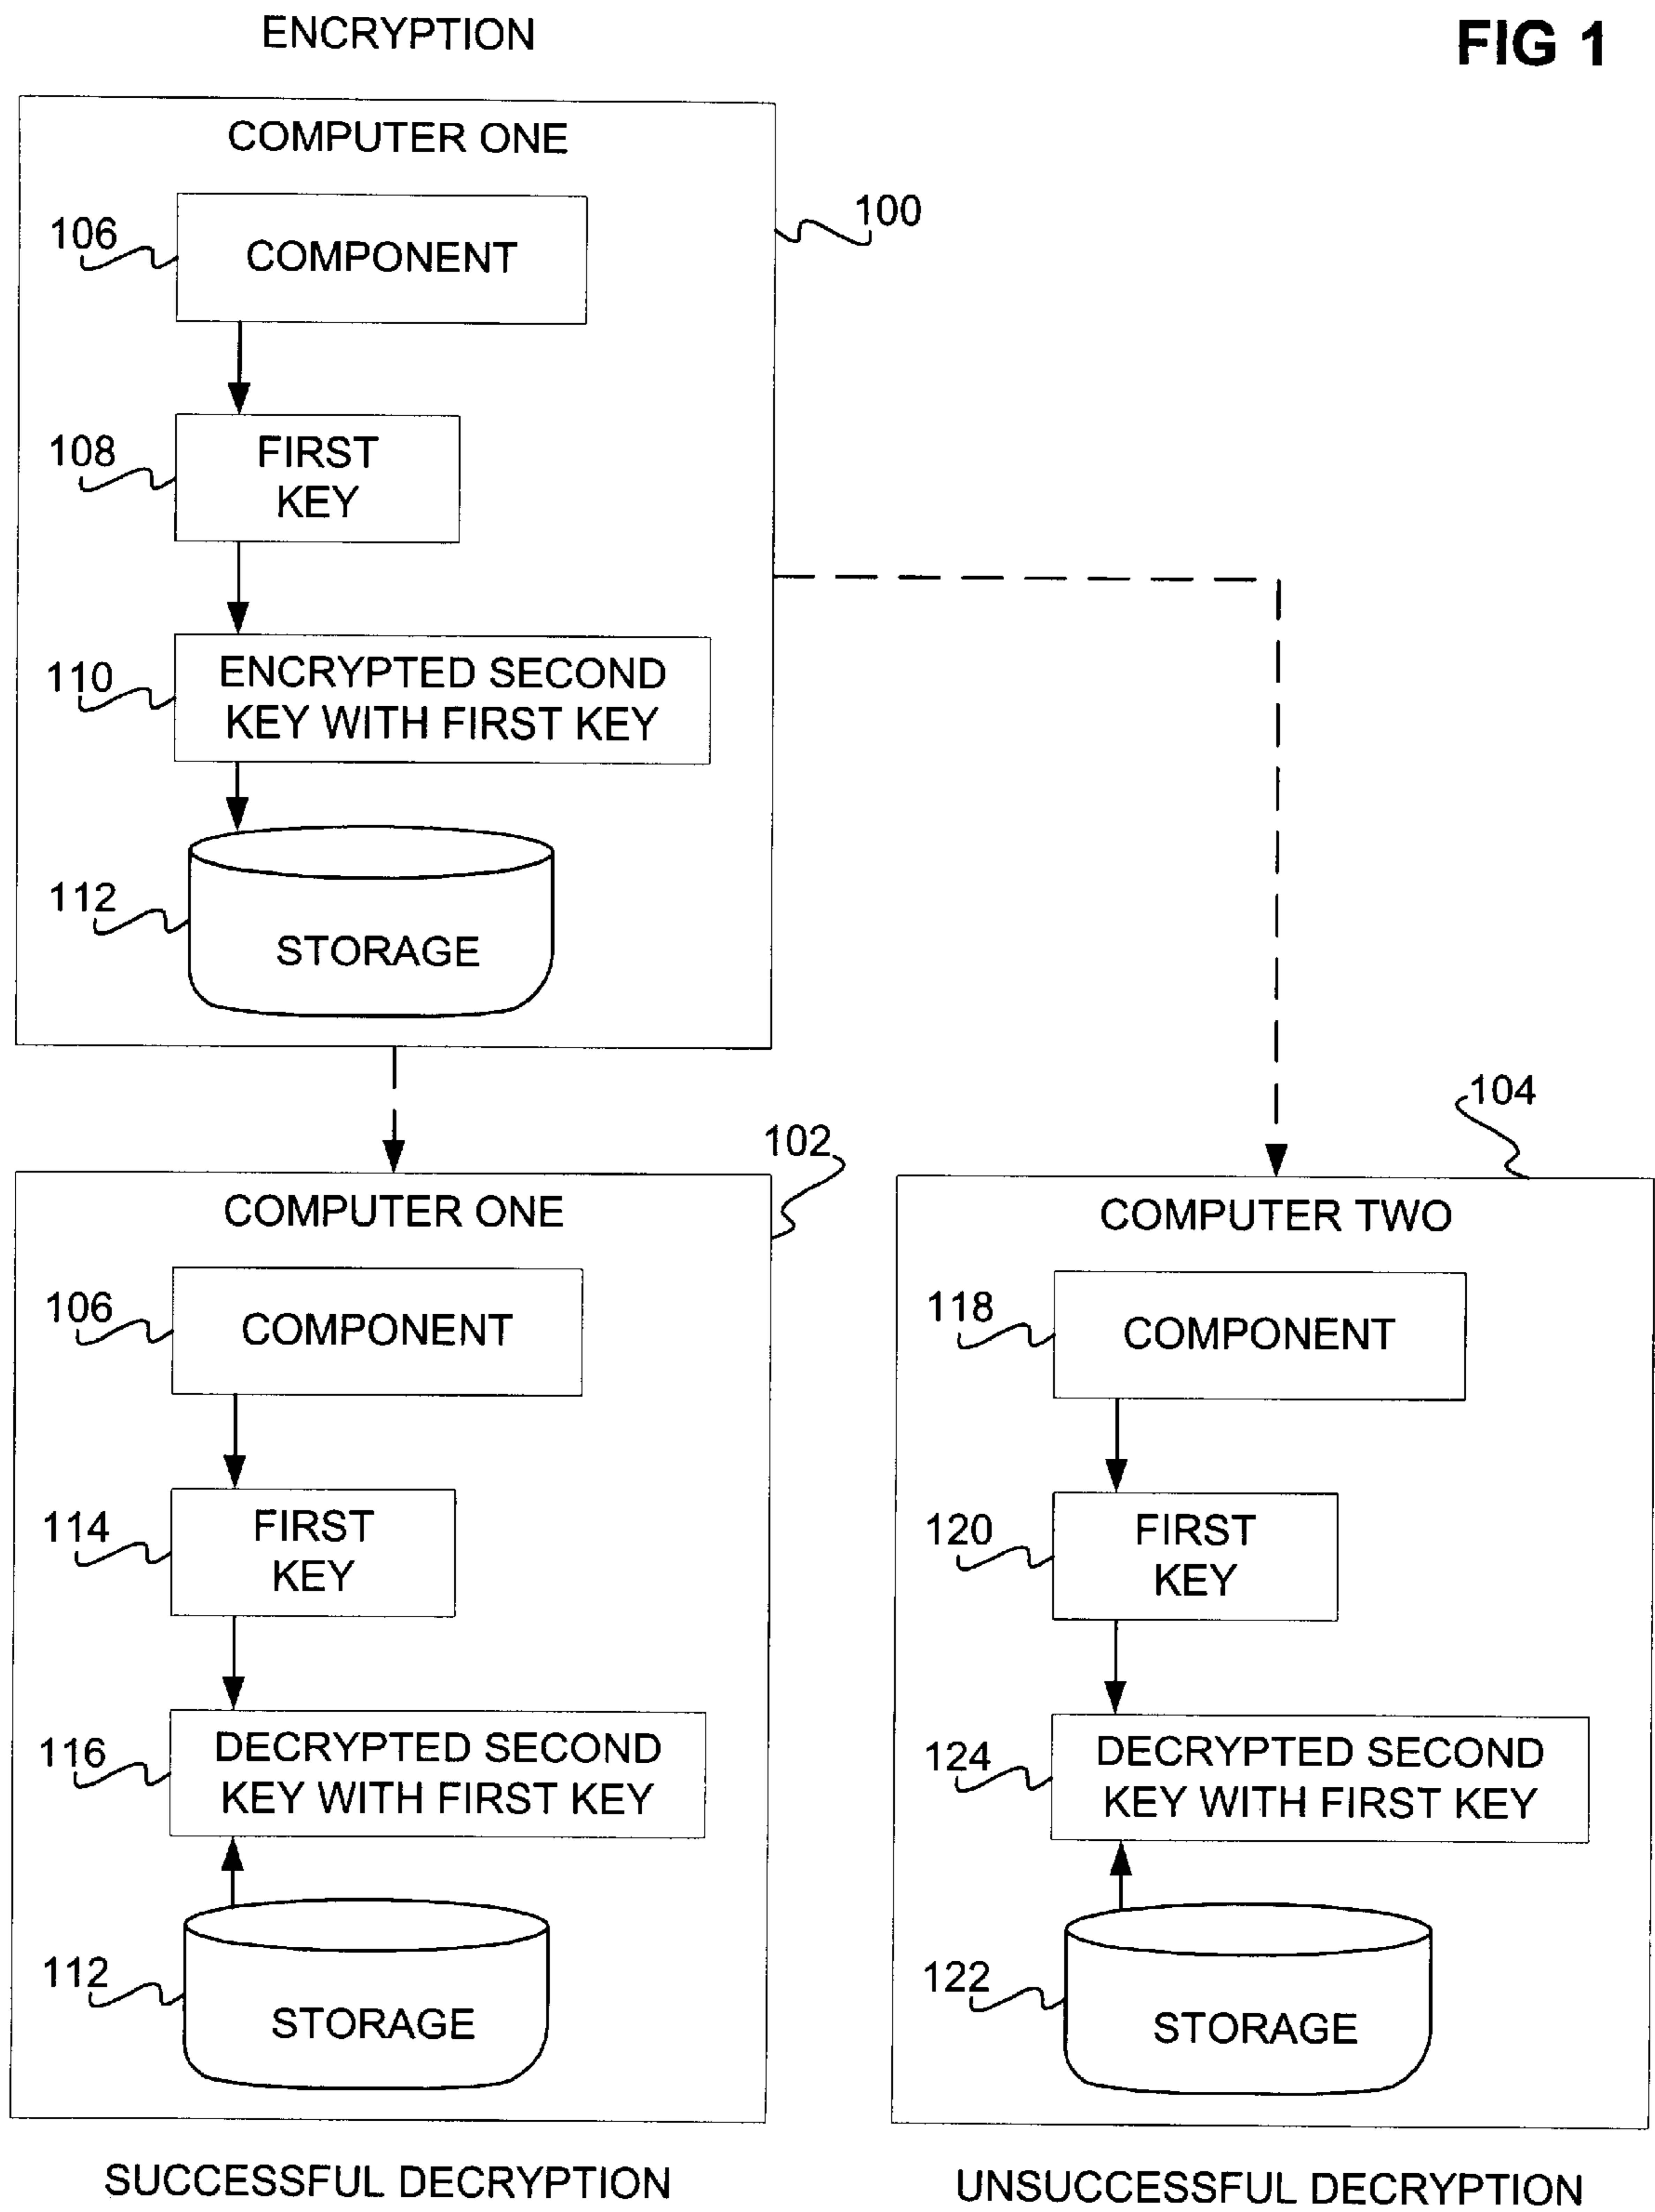 ENCRYPTION
FIG 1
COMPUTER ONE
100
106
COMPONENT
108
FIRST
KEY
110
ENCRYPTED SECOND
KEY WITH FIRST KEY
112
STORAGE
102
COMPUTER ONE
106
COMPONENT
114
FIRST
KEY
116
DECRYPTED SECOND
KEY WITH FIRST KEY
112
STORAGE
SUCCESSFUL DECRYPTION
104
COMPUTER TWO
118
COMPONENT
120
FIRST
KEY
124
DECRYPTED SECOND
KEY WITH FIRST KEY
122
STORAGE
UNSUCCESSFUL DECRYPTION